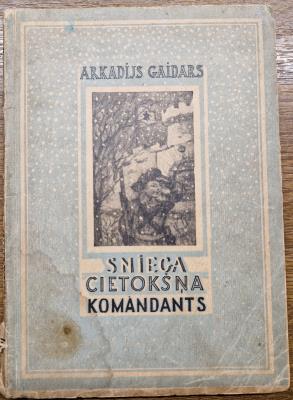 ARKADIJS GAIDARS
SNIEGA
CIETOKŠŅA
KOMANDANTS